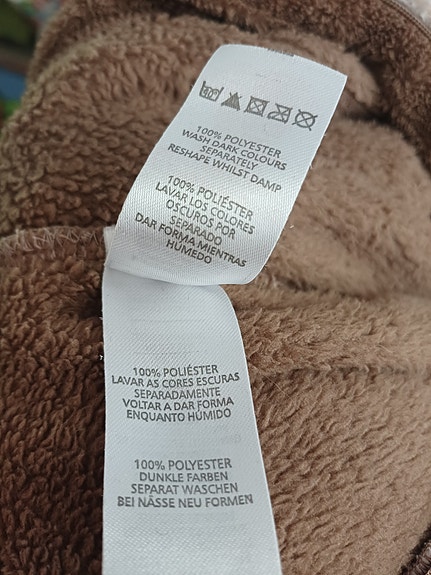 100% POLYESTER
WASH DARK COLOURS
SEPARATELY
RESHAPE WHILST DAMP
100% POLIÉSTER
LAVAR LOS COLORES
OSCUROS POR
SEPARADO
DAR FORMA MIENTRAS
HÚMEDO
100% POLIÉSTER
LAVAR AS CORES ESCURAS
SEPARADAMENTE
VOLTAR A DAR FORMA
ENQUANTO HÚMIDO
100% POLYESTER
DUNKLE FARBEN
SEPARAT WASCHEN
BEI NÄSSE NEU FORMEN